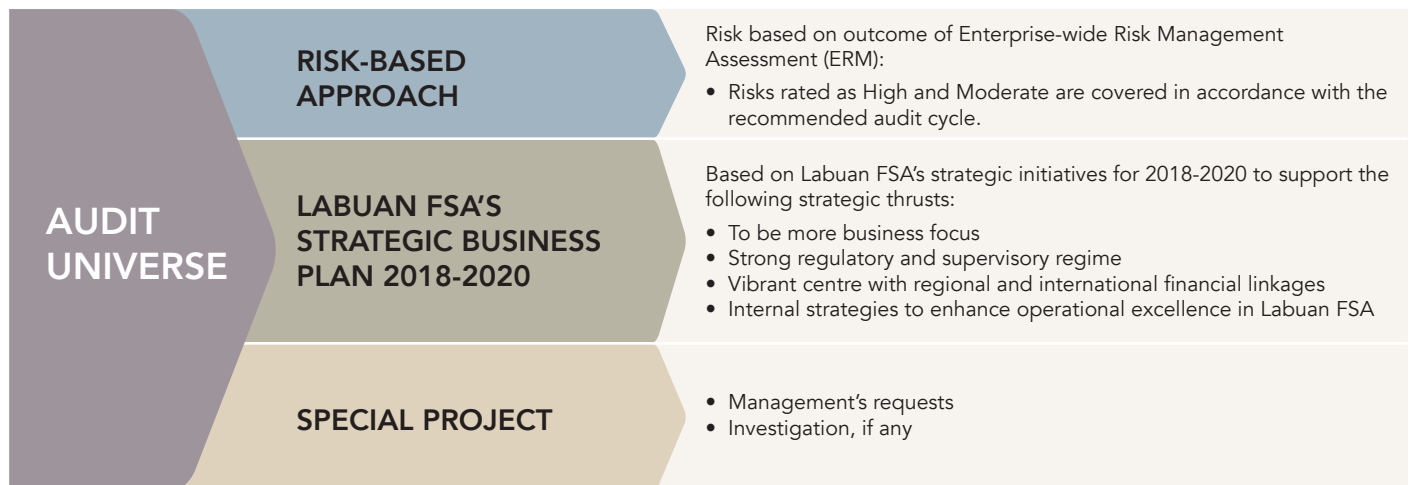 AUDIT
UNIVERSE
RISK-BASED
APPROACH
Risk based on outcome of Enterprise-wide Risk Management
Assessment (ERM):
• Risks rated as High and Moderate are covered in accordance with the
recommended audit cycle.
LABUAN FSA’S
STRATEGIC BUSINESS
PLAN 2018-2020
Based on Labuan FSA’s strategic initiatives for 2018-2020 to support the
following strategic thrusts:
• To be more business focus
• Strong regulatory and supervisory regime
• Vibrant centre with regional and international financial linkages
• Internal strategies to enhance operational excellence in Labuan FSA
SPECIAL PROJECT
• Management’s requests
• Investigation, if any